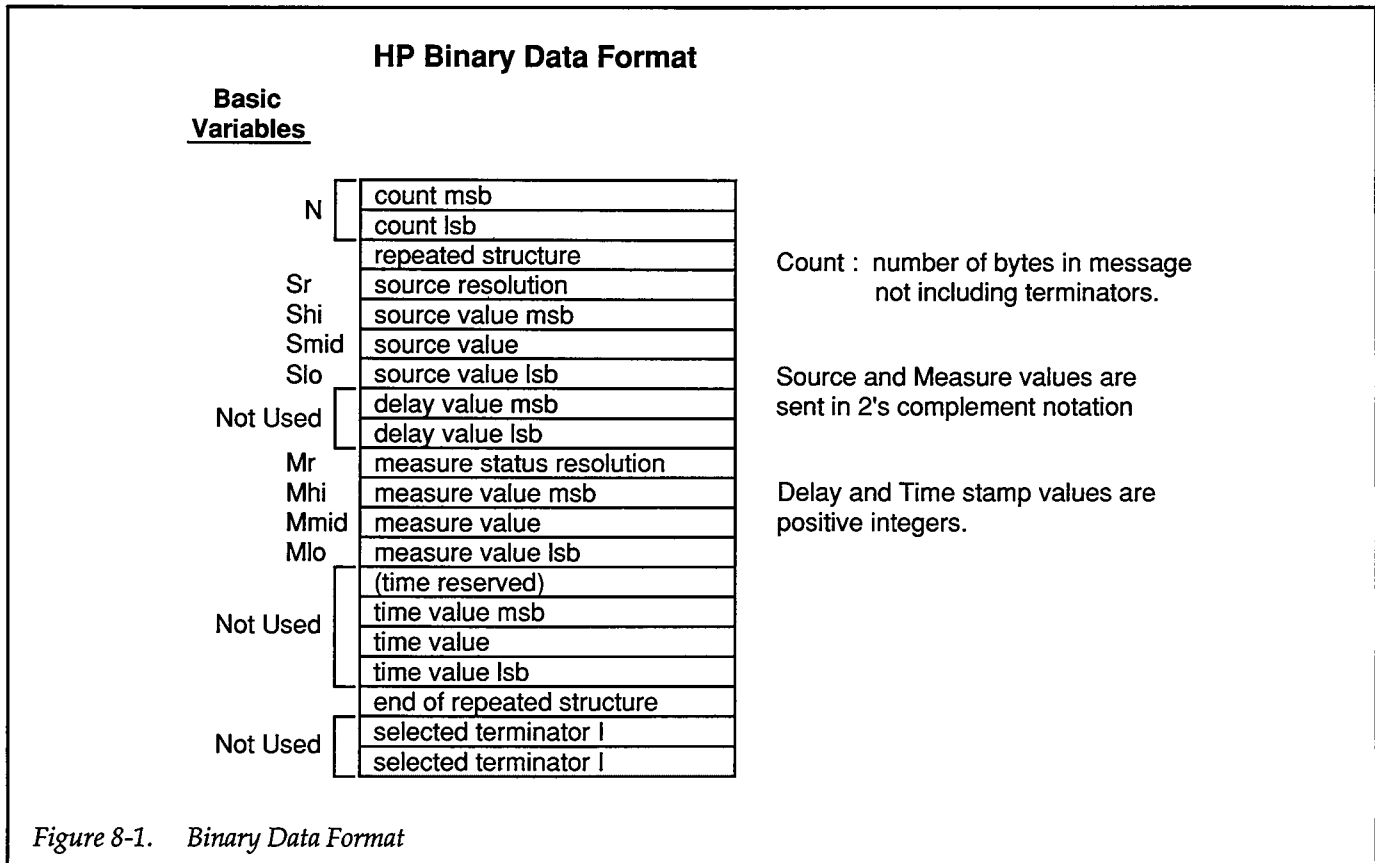 HP Binary Data Format
Basic
Variables
N
count msb
count lsb
repeated structure
Sr source resolution
Shi source value msb
Smid source value
Slo source value lsb
Not Used
delay value msb
delay value lsb
Mr measure status resolution
Mhi measure value msb
Mmid measure value
Mlo measure value lsb
Not Used
(time reserved)
time value msb
time value
time value lsb
end of repeated structure
Not Used
selected terminator I
selected terminator I
Count : number of bytes in message
not including terminators.
Source and Measure values are
sent in 2's complement notation
Delay and Time stamp values are
positive integers.
Figure 8-1. Binary Data Format